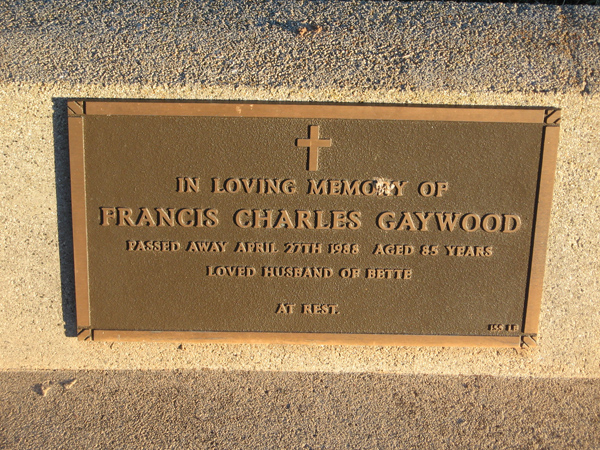 IN LOVING MEMORY OF
FRANCIS CHARLES GAYWOOD
PASSED AWAY APRIL 27TH 1988 AGED 85 YEARS
LOVED HUSBAND OF BETTE
AT REST.